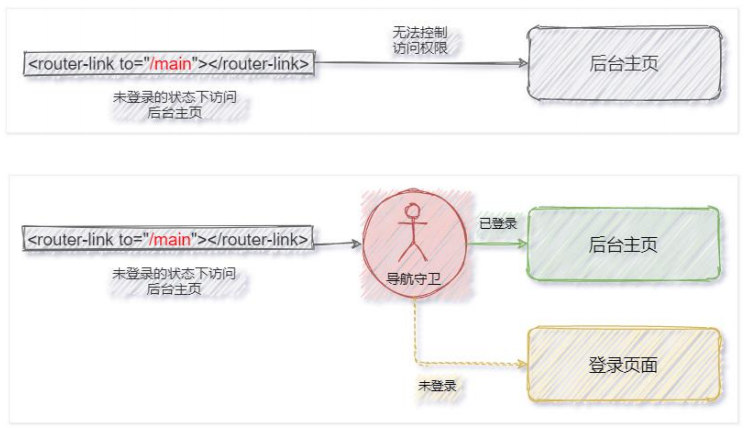 无法控制
访问权限
<router-link to="/main"></router-link>
后台主页
未登录的状态下访问
后台主页
已登录
<router-link to="/main"></router-link>
后台主页
未登录的状态下访问
后台主页
导航守卫
登录页面
未登录